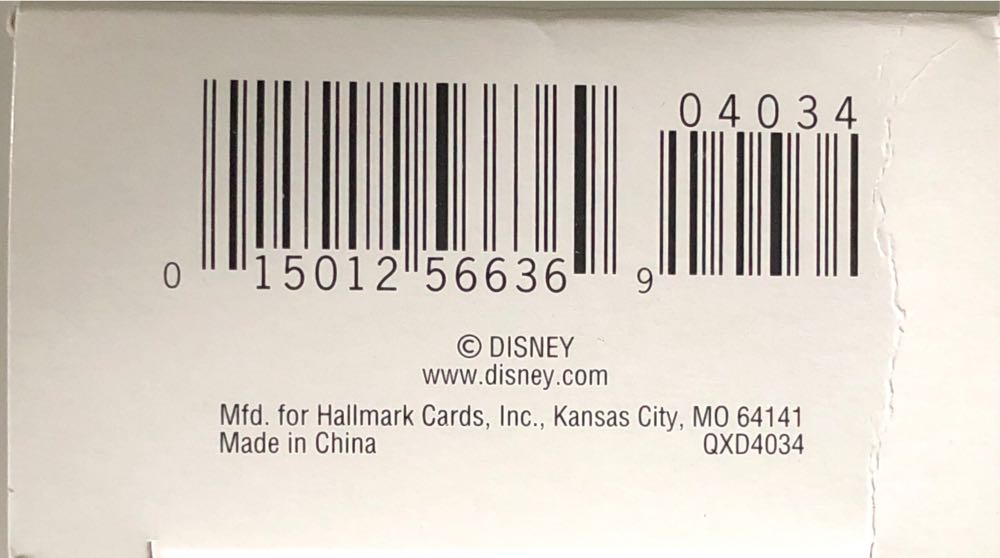 04034
0 15012 56636 9
© DISNEY
www.disney.com
Mfd. for Hallmark Cards, Inc., Kansas City, MO 64141
Made in China QXD4034